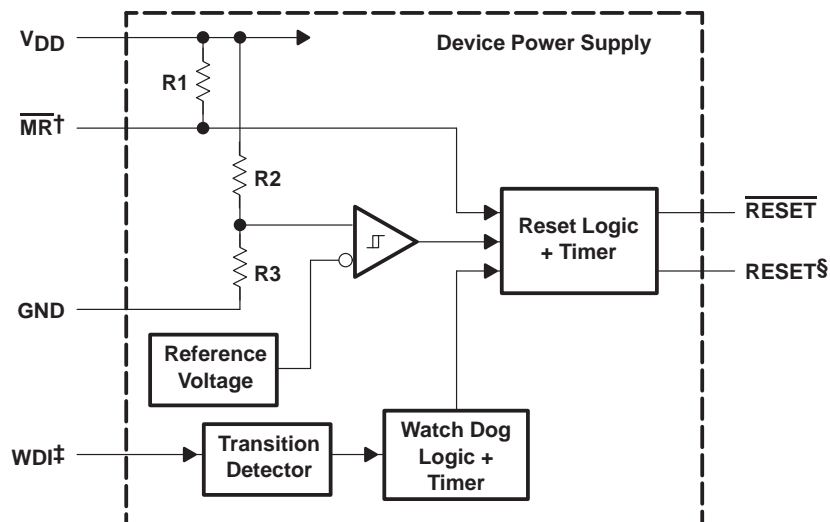 VDD
Device Power Supply
R1
MR†
R2
RESET
Reset Logic
+ Timer
R3
RESET§
GND
Reference
Voltage
Transition
Detector
Watch Dog
Logic +
Timer
WDI‡